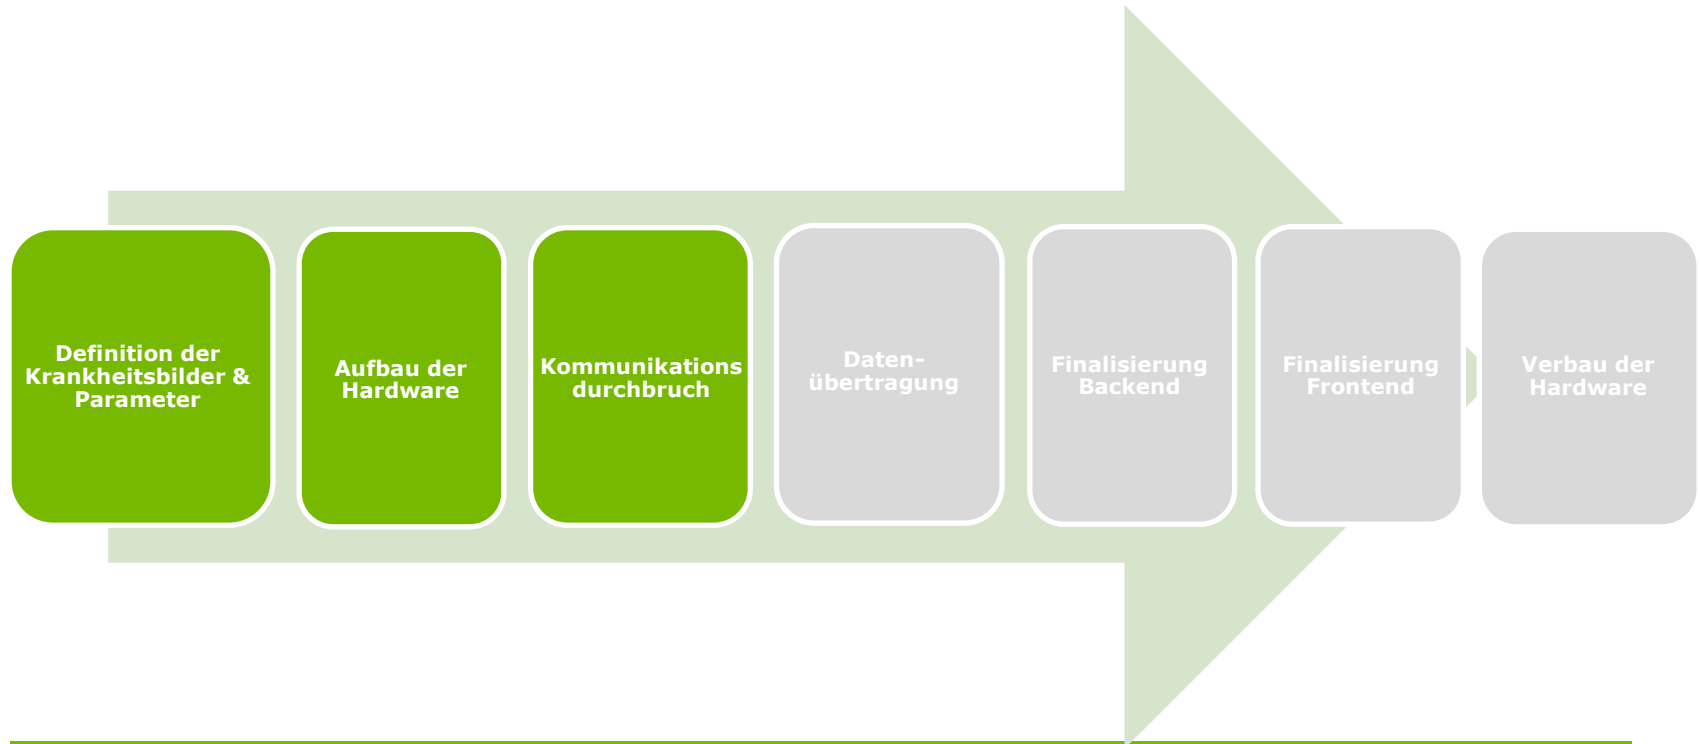 Definition der
Krankheitsbilder &
Parameter
Aufbau der
Hardware
Kommunikations
durchbruch
Daten-
übertragung
Finalisierung
Backend
Finalisierung
Frontend
Verbau der
Hardware